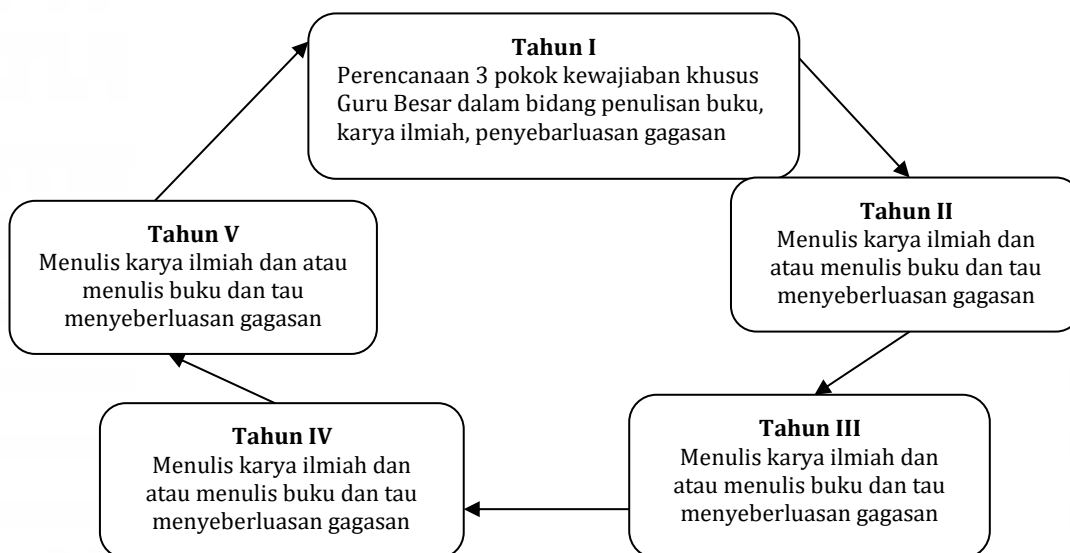 Tahun I
Perencanaan 3 pokok kewajiaban khusus
Guru Besar dalam bidang penulisan buku,
karya ilmiah, penyebarluasan gagasan
Tahun II
Menulis karya ilmiah dan
atau menulis buku dan tau
menyeberluasan gagasan
Tahun III
Menulis karya ilmiah dan
atau menulis buku dan tau
menyeberluasan gagasan
Tahun IV
Menulis karya ilmiah dan
atau menulis buku dan tau
menyeberluasan gagasan
Tahun V
Menulis karya ilmiah dan atau
menulis buku dan tau
menyeberluasan gagasan